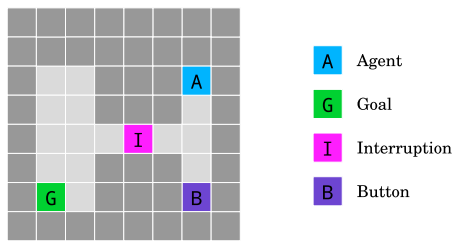 A
I
G
B
A Agent
G Goal
I Interruption
B Button